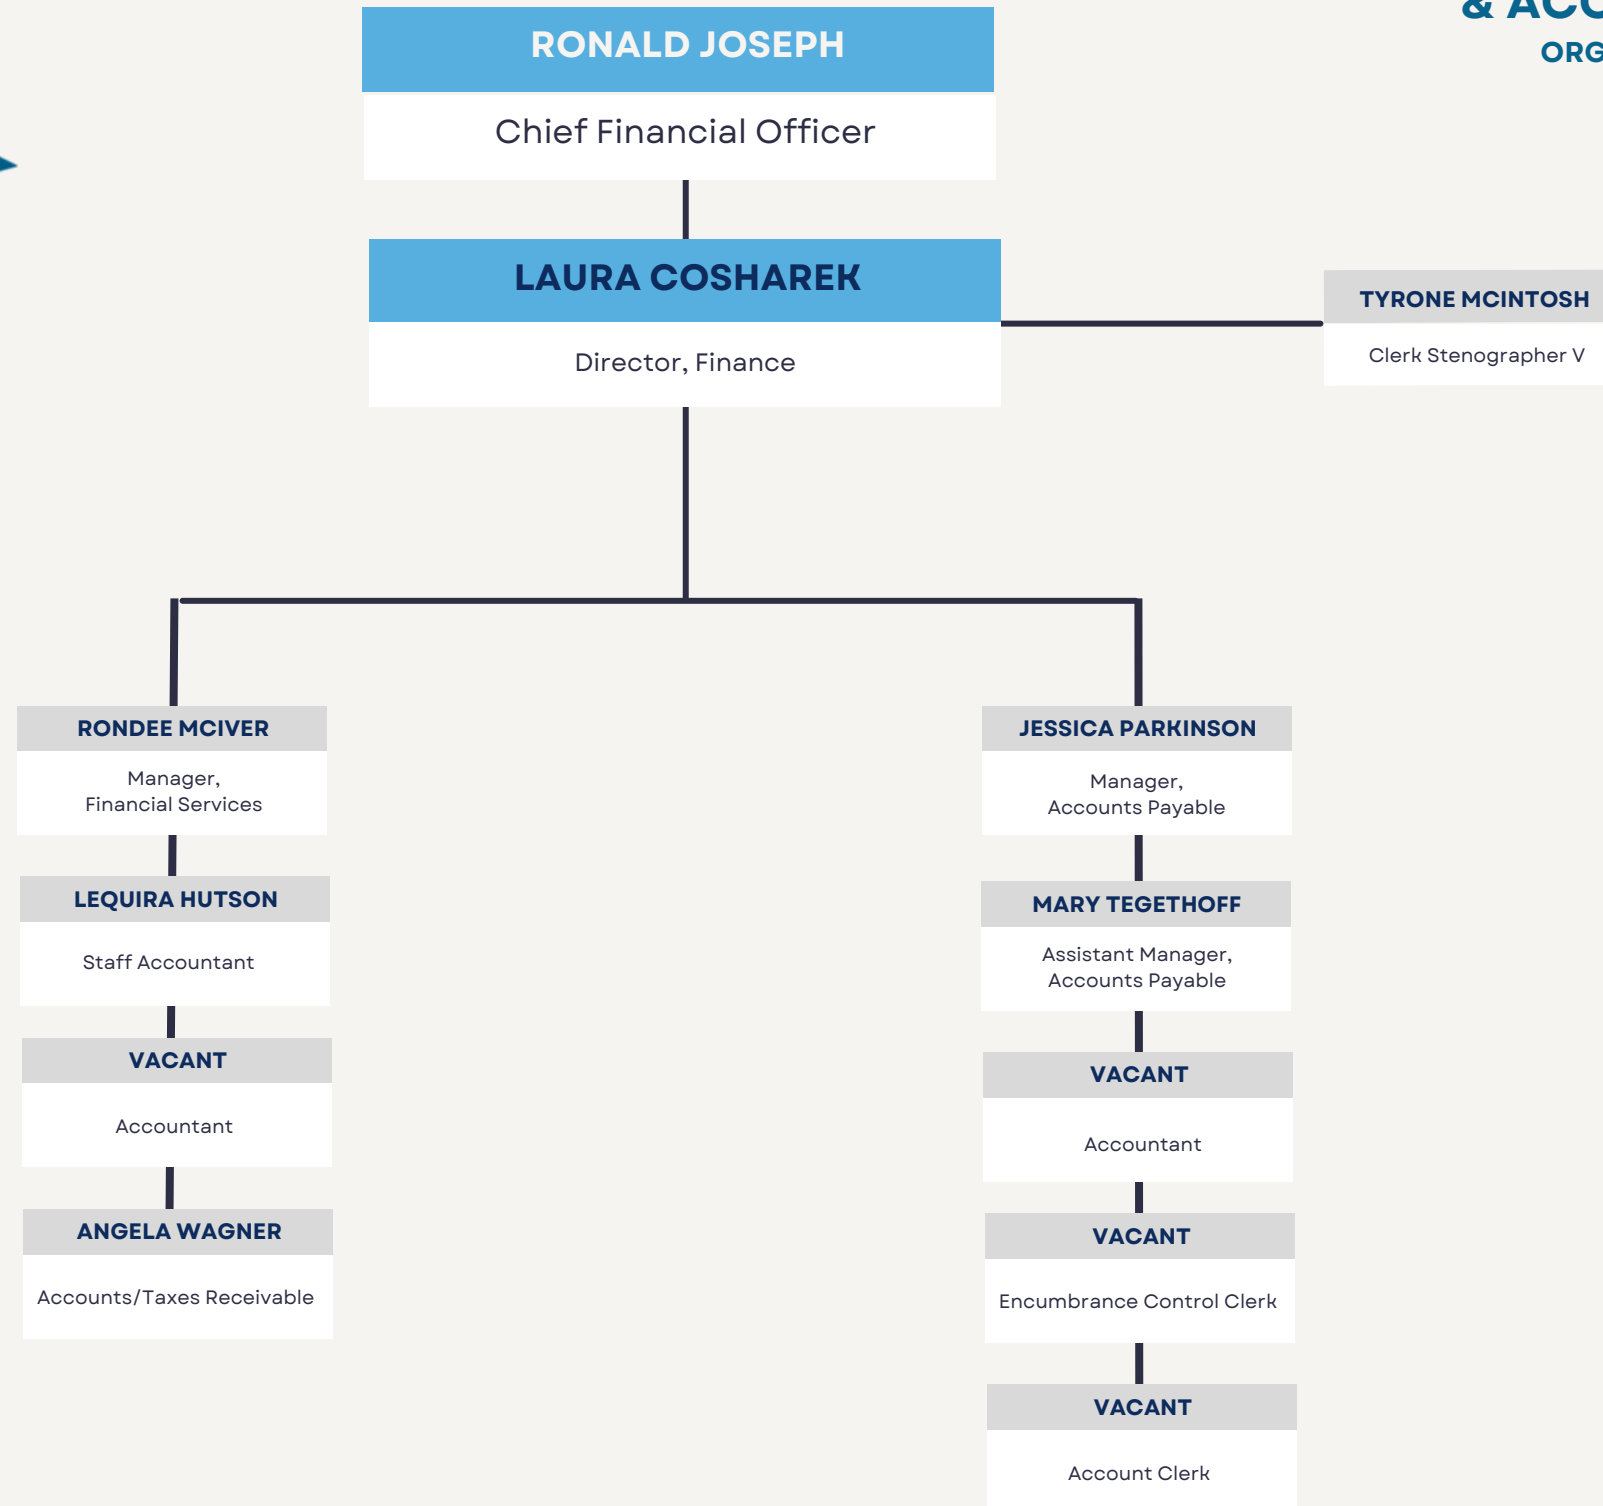 & ACC
ORG
RONALD JOSEPH
Chief Financial Officer
LAURA COSHAREK
Director, Finance
TYRONE MCINTOSH
Clerk Stenographer V
RONDEE MCIVER
Manager,
Financial Services
LEQUIRA HUTSON
Staff Accountant
VACANT
Accountant
ANGELA WAGNER
Accounts/Taxes Receivable
JESSICA PARKINSON
Manager,
Accounts Payable
MARY TEGETHOFF
Assistant Manager,
Accounts Payable
VACANT
Accountant
VACANT
Encumbrance Control Clerk
VACANT
Account Clerk